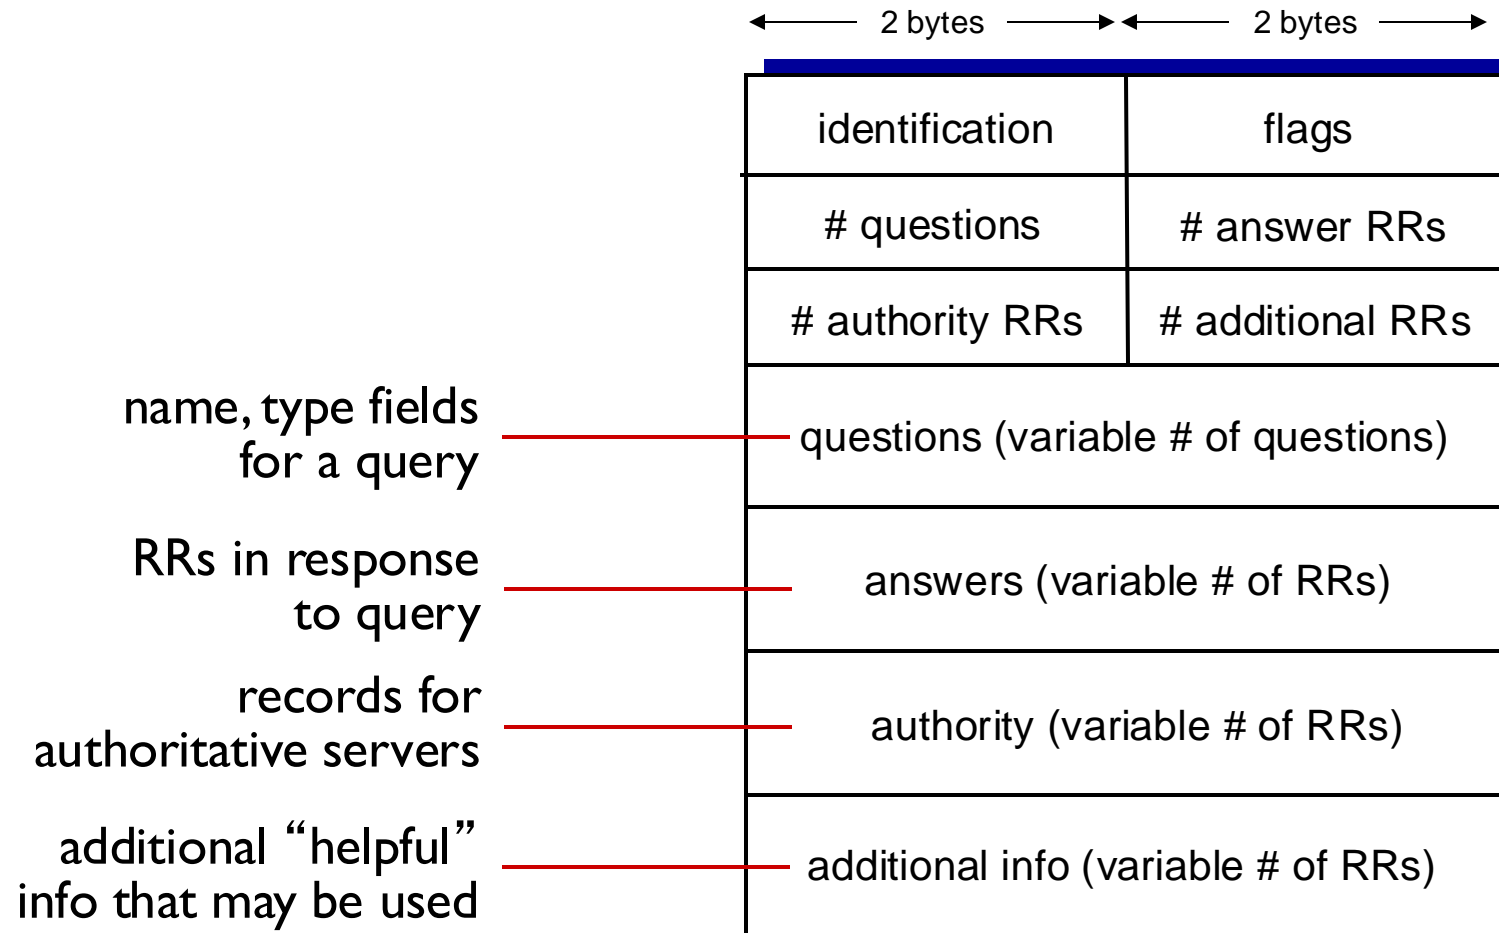 2 bytes 2 bytes
identification flags
# questions # answer RRs
# authority RRs # additional RRs
name, type fields
for a query
questions (variable # of questions)
RRs in response
to query
answers (variable # of RRs)
records for
authoritative servers
authority (variable # of RRs)
additional “helpful”
info that may be used
additional info (variable # of RRs)